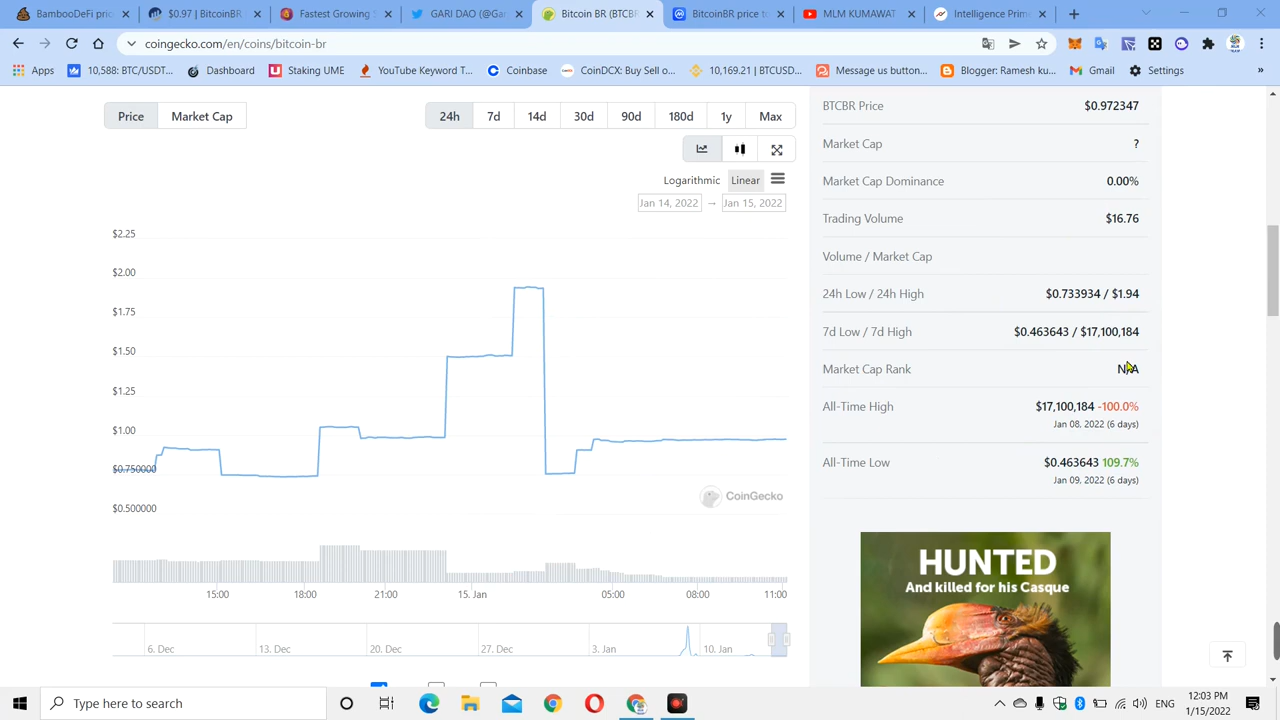 BambooDeFi pric
$0.97 | Market Cap
Fastest Growing
GARI DAO (@Gar
Bitcoin BR (BTCBR
BitcoinBR price to
MLM KUMAWAT
Intelligence Prime
coingecko.com/en/coins/bitcoin-br
Apps
10,588: BTC/USDT...
Dashboard
Staking UME
YouTube Keyword T...
Coinbase
CoinDCX: Buy Sell o...
10,169.21 | BTCUSD...
Message us button...
Blogger: Ramesh ku...
Gmail
Settings
»
Price
Market Cap
24h
7d
14d
30d
90d
180d
1y
Max
Logarithmic
Linear
Jan 14, 2022 → Jan 15, 2022
$2.25
$2.00
$1.75
$1.50
$1.25
$1.00
$0.750000
$0.500000
CoinGecko
15:00
18:00
21:00
15. Jan
05:00
08:00
11:00
6. Dec
13. Dec
20. Dec
27. Dec
3. Jan
10. Jan
BTCBR Price $0.972347
Market Cap ?
Market Cap Dominance 0.00%
Trading Volume $16.76
Volume / Market Cap
24h Low / 24h High $0.733934 / $1.94
7d Low / 7d High $0.463643 / $17,100,184
Market Cap Rank N/A
All-Time High $17,100,184 -100.0%
Jan 08, 2022 (6 days)
All-Time Low $0.463643 109.7%
Jan 09, 2022 (6 days)
HUNTED
And killed for his Casque
Type here to search
ENG
12:03 PM
1/15/2022